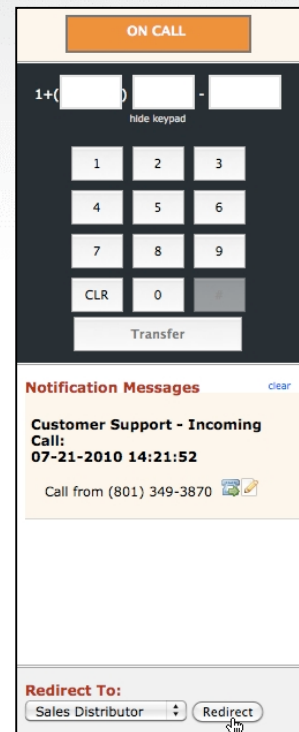 ON CALL
1+( ) -
hide keypad
1 2 3
4 5 6
7 8 9
CLR 0
Transfer
Notification Messages clear
Customer Support - Incoming
Call:
07-21-2010 14:21:52
Call from (801) 349-3870
Redirect To:
Sales Distributor Redirect